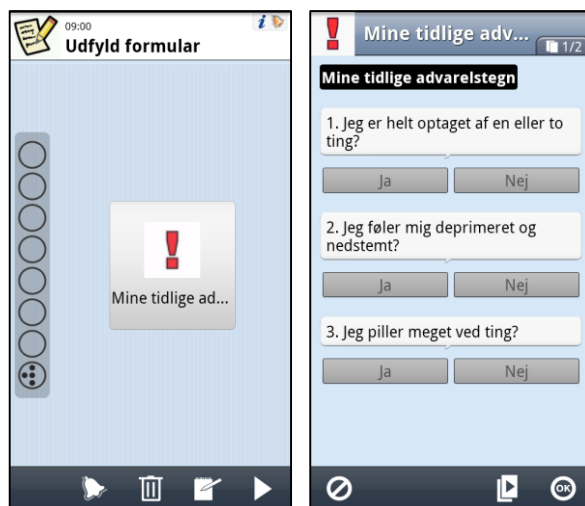 09:00
Udfyld formular
Mine tidlige ad...
Mine tidlig adv...
1/2
Mine tidlige advarelstegn
1. Jeg er helt optaget af en eller to
ting?
Ja Nej
2. Jeg føler mig deprimeret og
nedstemt?
Ja Nej
3. Jeg piller meget ved ting?
Ja Nej
OK